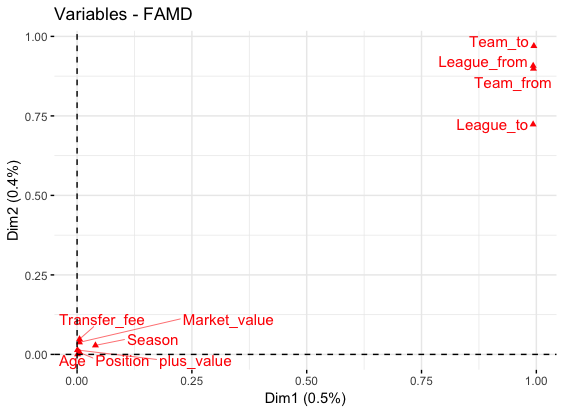 Variables - FAMD
Dim2 (0.4%)
1.00
0.75
0.50
0.25
0.00
Team_to
League_from
Team_from
League_to
Transfer_fee
Market_value
Season
Age
Position
plus_value
0.00
0.25
0.50
0.75
1.00
Dim1 (0.5%)